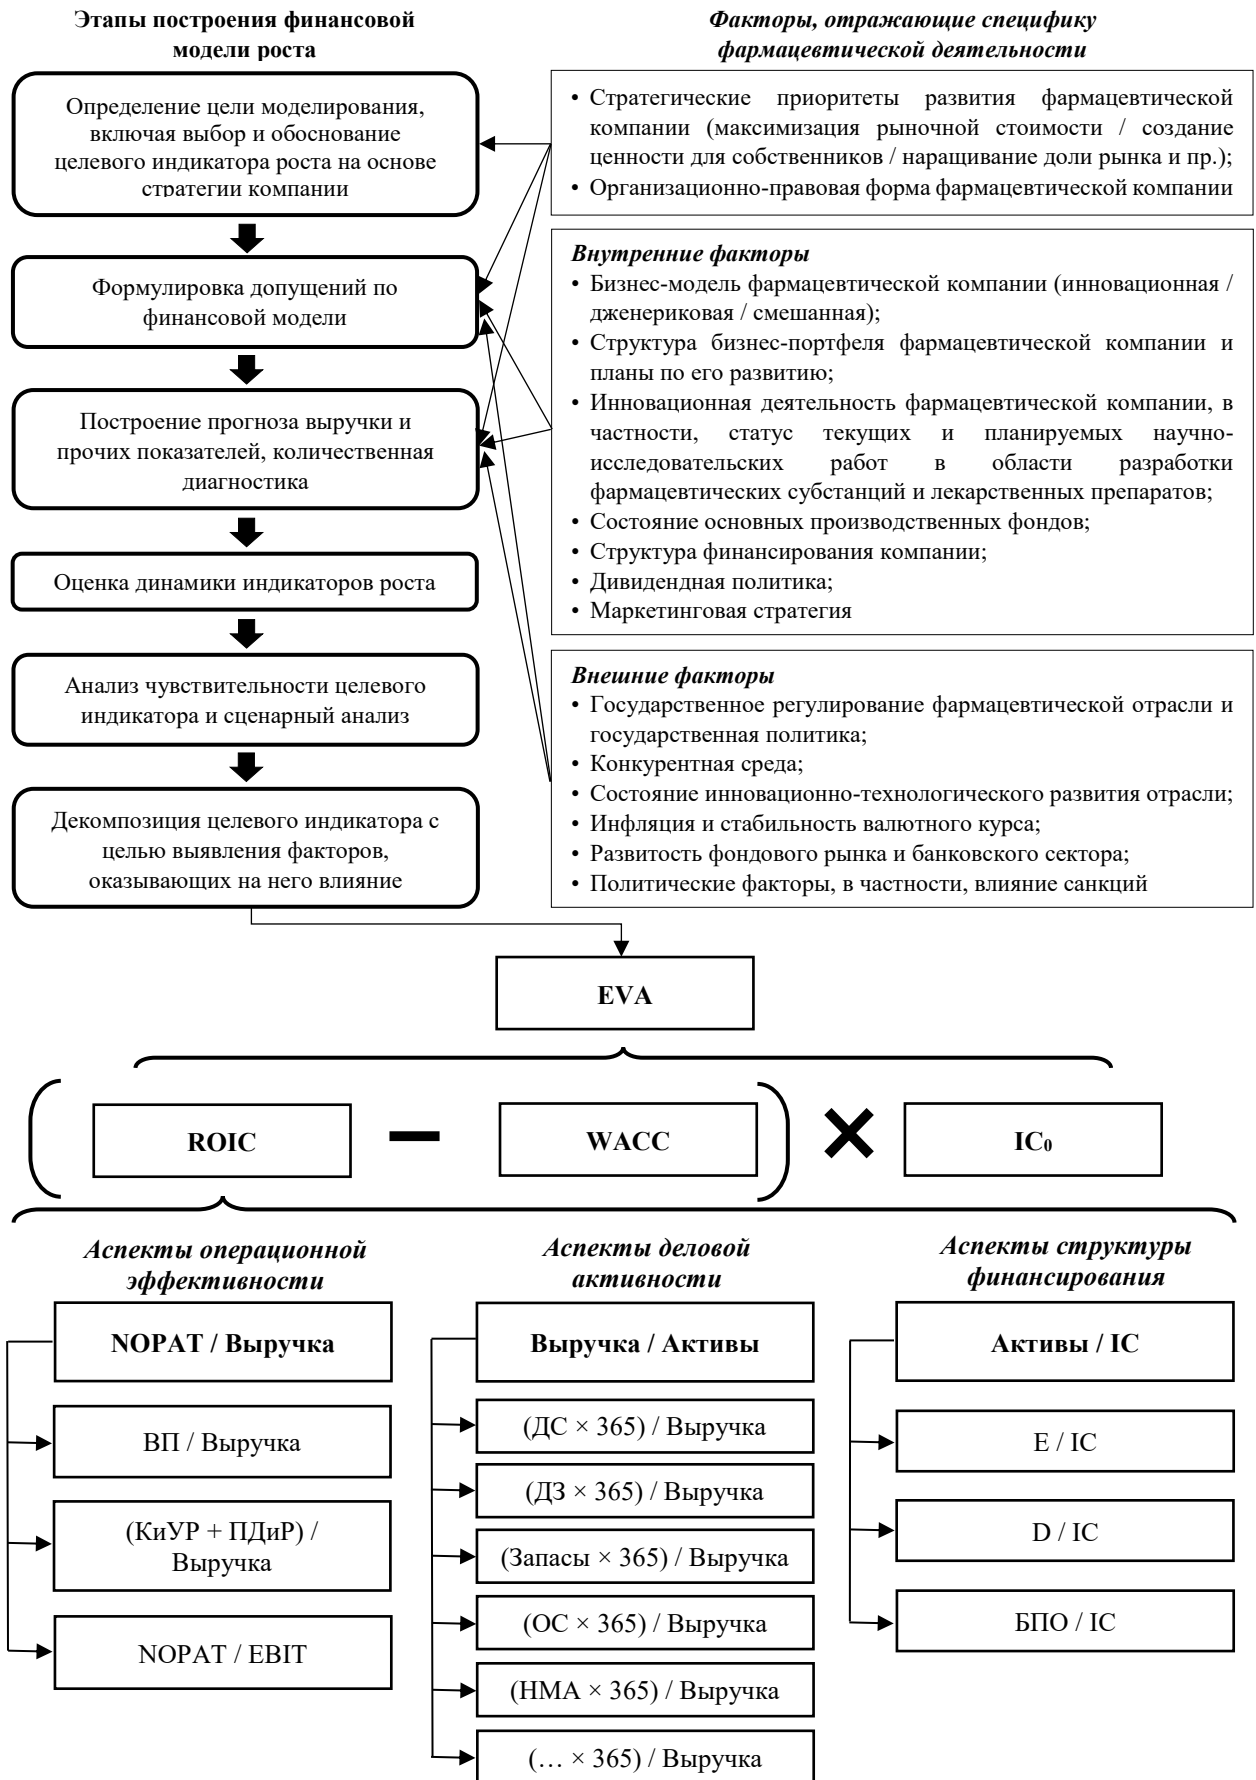 Этапы построения финансовой
модели роста
Определение цели моделирования,
включая выбор и обоснование
целевого индикатора роста на основе
стратегии компании
Формулировка допущений по
финансовой модели
Построение прогноза выручки и
прочих показателей, количественная
диагностика
Оценка динамики индикаторов роста
Анализ чувствительности целевого
индикатора и сценарный анализ
Декомпозиция целевого индикатора с
целью выявления факторов,
оказывающих на него влияние
Факторы, отражающие специфику
фармацевтической деятельности
• Стратегические приоритеты развития фармацевтической
компании (максимизация рыночной стоимости / создание
ценности для собственников / наращивание доли рынка и пр.);
• Организационно-правовая форма фармацевтической компании
Внутренние факторы
• Бизнес-модель фармацевтической компании (инновационная /
дженериковая / смешанная);
• Структура бизнес-портфеля фармацевтической компании и
планы по его развитию;
• Инновационная деятельность фармацевтической компании, в
частности, статус текущих и планируемых научно-
исследовательских работ в области разработки
фармацевтических субстанций и лекарственных препаратов;
• Состояние основных производственных фондов;
• Структура финансирования компании;
• Дивидендная политика;
• Маркетинговая стратегия
Внешние факторы
• Государственное регулирование фармацевтической отрасли и
государственная политика;
• Конкурентная среда;
• Состояние инновационно-технологического развития отрасли;
• Инфляция и стабильность валютного курса;
• Развитость фондового рынка и банковского сектора;
• Политические факторы, в частности, влияние санкций
EVA
( ROIC − WACC ) × IC₀
Аспекты операционной
эффективности
NOPAT / Выручка
ВП / Выручка
(КиУР + ПДиР) /
Выручка
NOPAT / EBIT
Аспекты деловой
активности
Выручка / Активы
(ДС × 365) / Выручка
(ДЗ × 365) / Выручка
(Запасы × 365) / Выручка
(ОС × 365) / Выручка
(НМА × 365) / Выручка
(… × 365) / Выручка
Аспекты структуры
финансирования
Активы / IC
E / IC
D / IC
БПО / IC